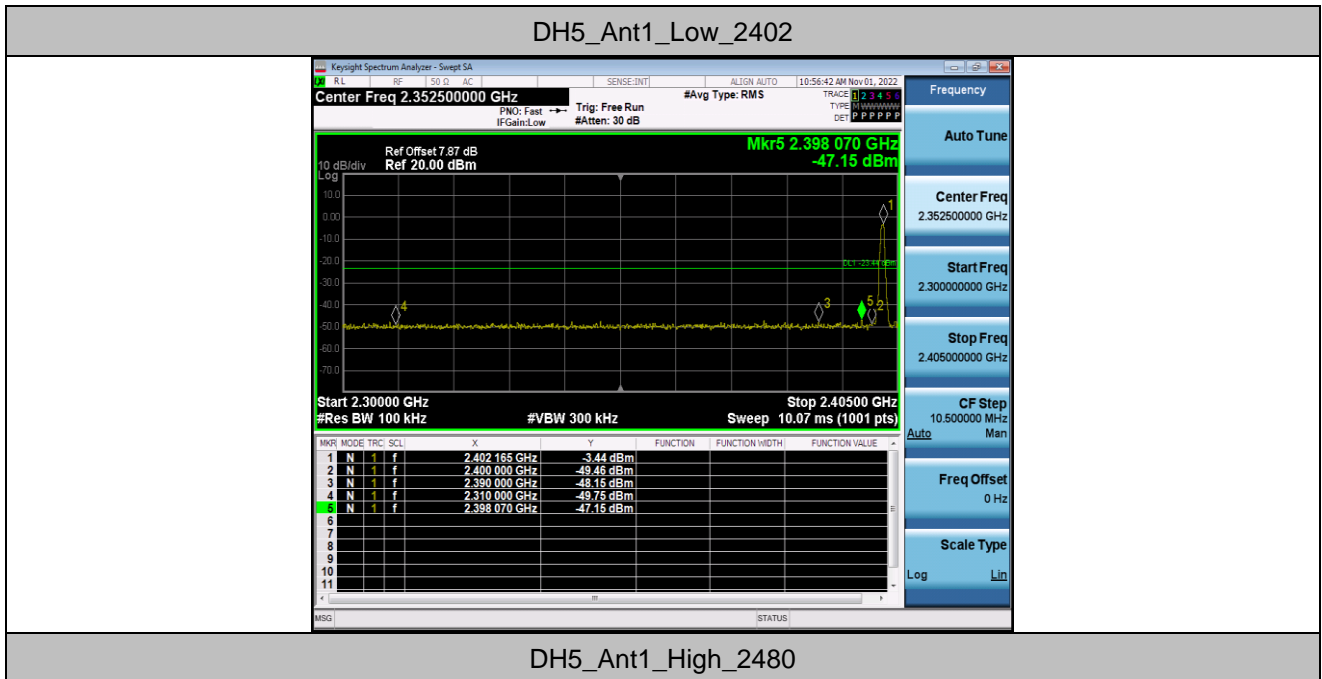 DH5_Ant1_Low_2402
Keysight Spectrum Analyzer - Swept SA
RL RF 50 Ω AC SENSE:INT ALIGN AUTO 10:56:42 AM Nov 01, 2022
Center Freq 2.352500000 GHz
PNO: Fast
IFGain:Low
Trig: Free Run
#Atten: 30 dB
#Avg Type: RMS
TRACE 1 2 3 4 5 6
TYPE M W W W W W
DET P P P P P P
Mkr5 2.398 070 GHz
-47.15 dBm
Ref Offset 7.87 dB
10 dB/div Ref 20.00 dBm
Log
10.0
0.00
-10.0
-20.0
-30.0
-40.0
-50.0
-60.0
-70.0
DL1 -23.44 dBm
1
4
3
5
2
Start 2.30000 GHz Stop 2.40500 GHz
#Res BW 100 kHz #VBW 300 kHz Sweep 10.07 ms (1001 pts)
MKR MODE TRC SCL X Y FUNCTION FUNCTION WIDTH FUNCTION VALUE
1 N 1 f 2.402 165 GHz -3.44 dBm
2 N 1 f 2.400 000 GHz -49.46 dBm
3 N 1 f 2.390 000 GHz -48.15 dBm
4 N 1 f 2.310 000 GHz -49.75 dBm
5 N 1 f 2.398 070 GHz -47.15 dBm
6
7
8
9
10
11
MSG STATUS
Frequency
Auto Tune
Center Freq
2.352500000 GHz
Start Freq
2.300000000 GHz
Stop Freq
2.405000000 GHz
CF Step
10.500000 MHz
Auto Man
Freq Offset
0 Hz
Scale Type
Log Lin
DH5_Ant1_High_2480